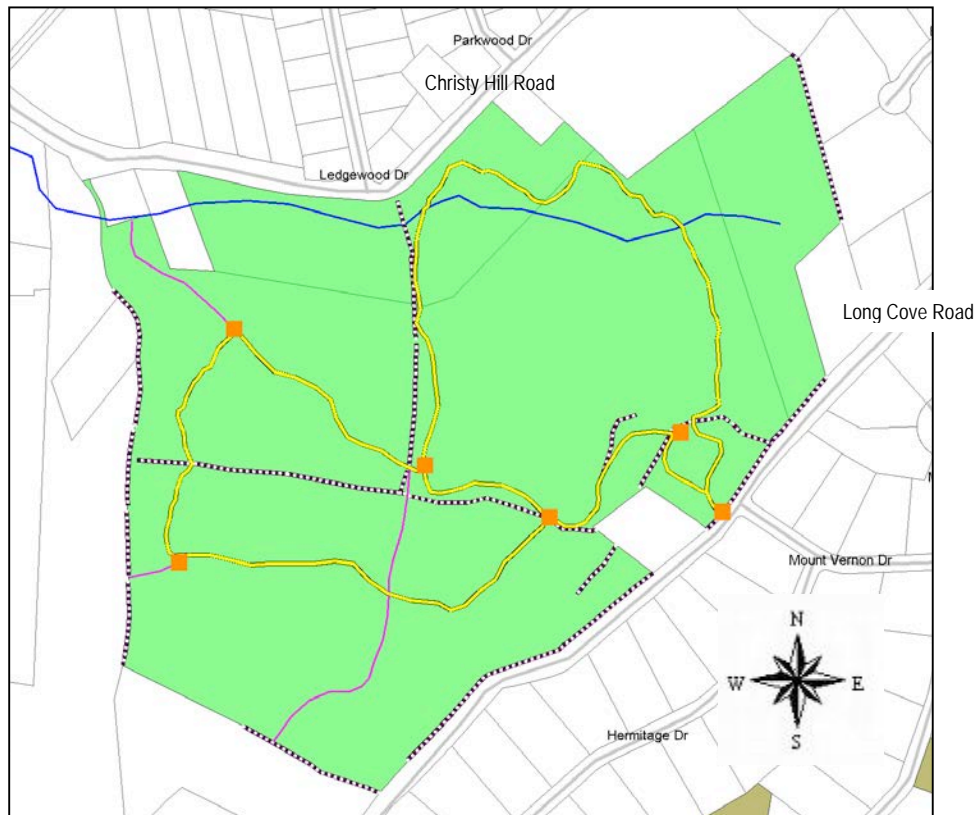 Parkwood Dr
Christy Hill Road
Ledgewood Dr
Long Cove Road
Mount Vernon Dr
N
W E
S
Hermitage Dr